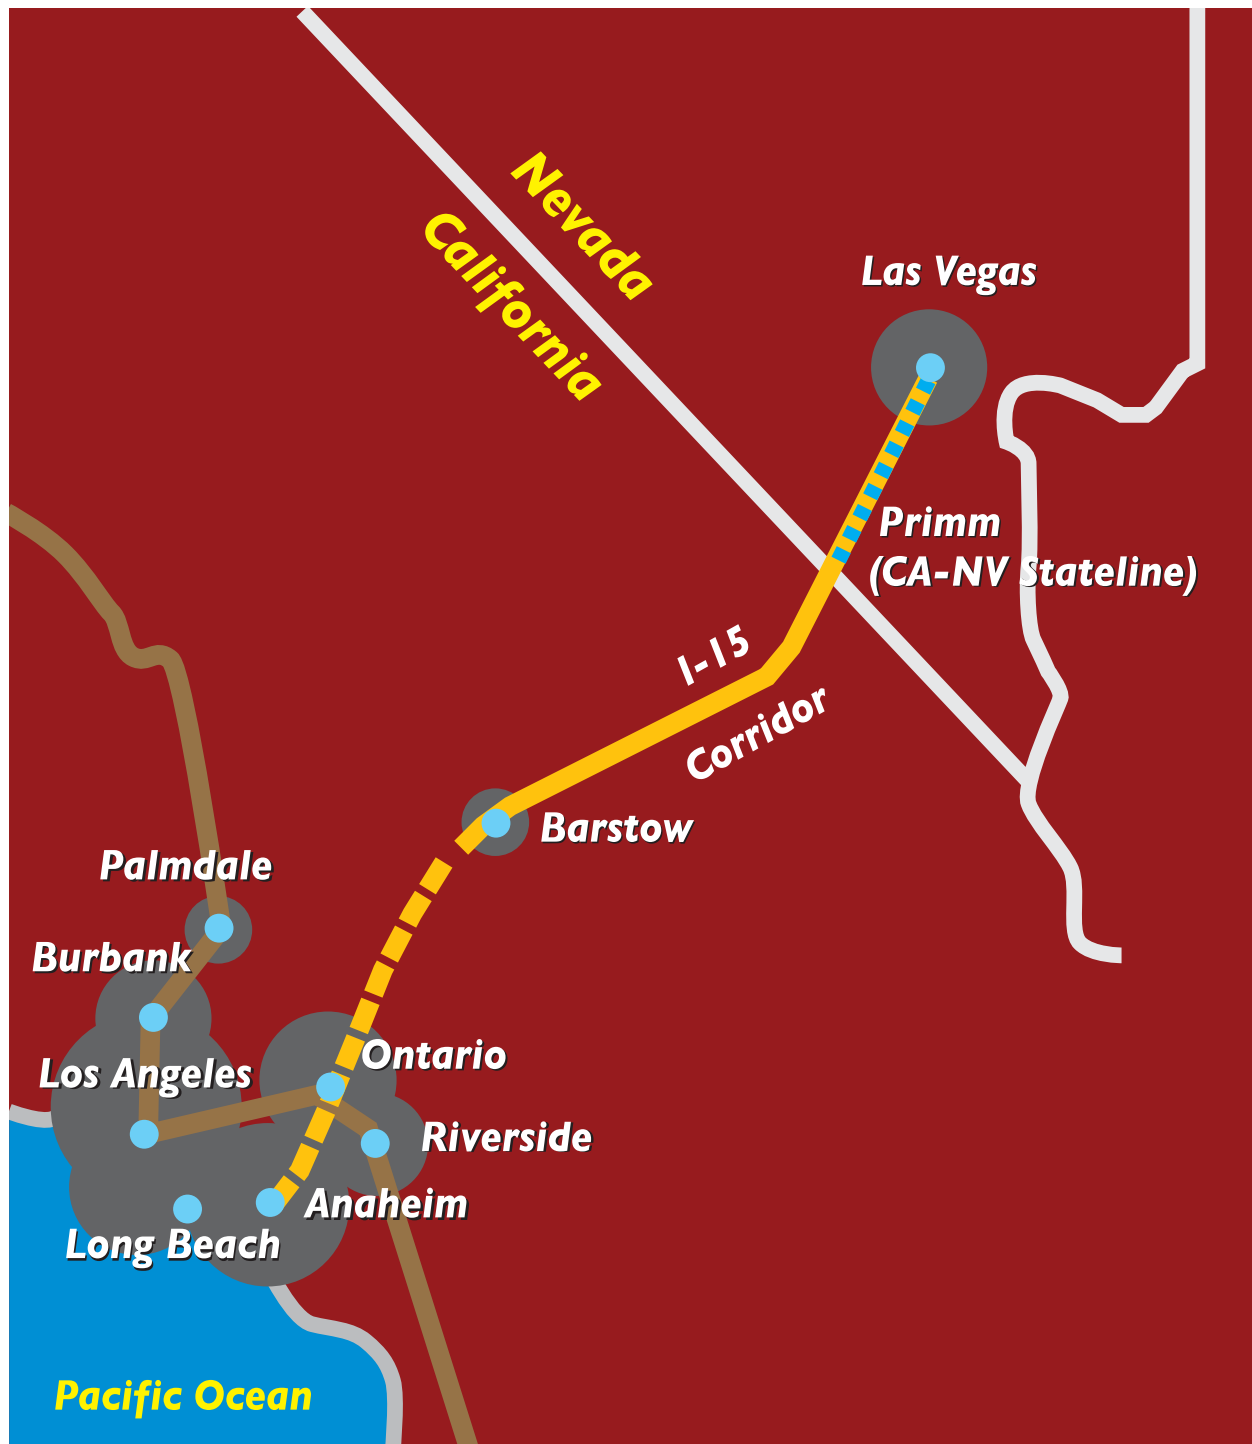 Nevada
California
Las Vegas
Primm
(CA-NV Stateline)
I-15
Corridor
Barstow
Palmdale
Burbank
Ontario
Los Angeles
Riverside
Anaheim
Long Beach
Pacific Ocean